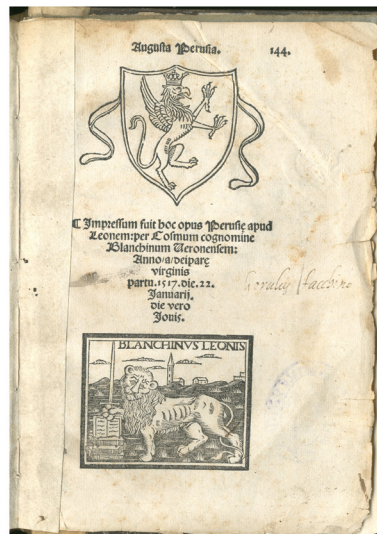 Augusta Perusia. 144.
¶ Impressum fuit hoc opus Perusię apud
Leonem: per Cosmum cognomine
Blanchinum Ueronensem:
Anno/a/deiparę
virginis
partu.1517.die.22.
Januarij.
die vero
Jouis.
BLANCHINVS LEONIS